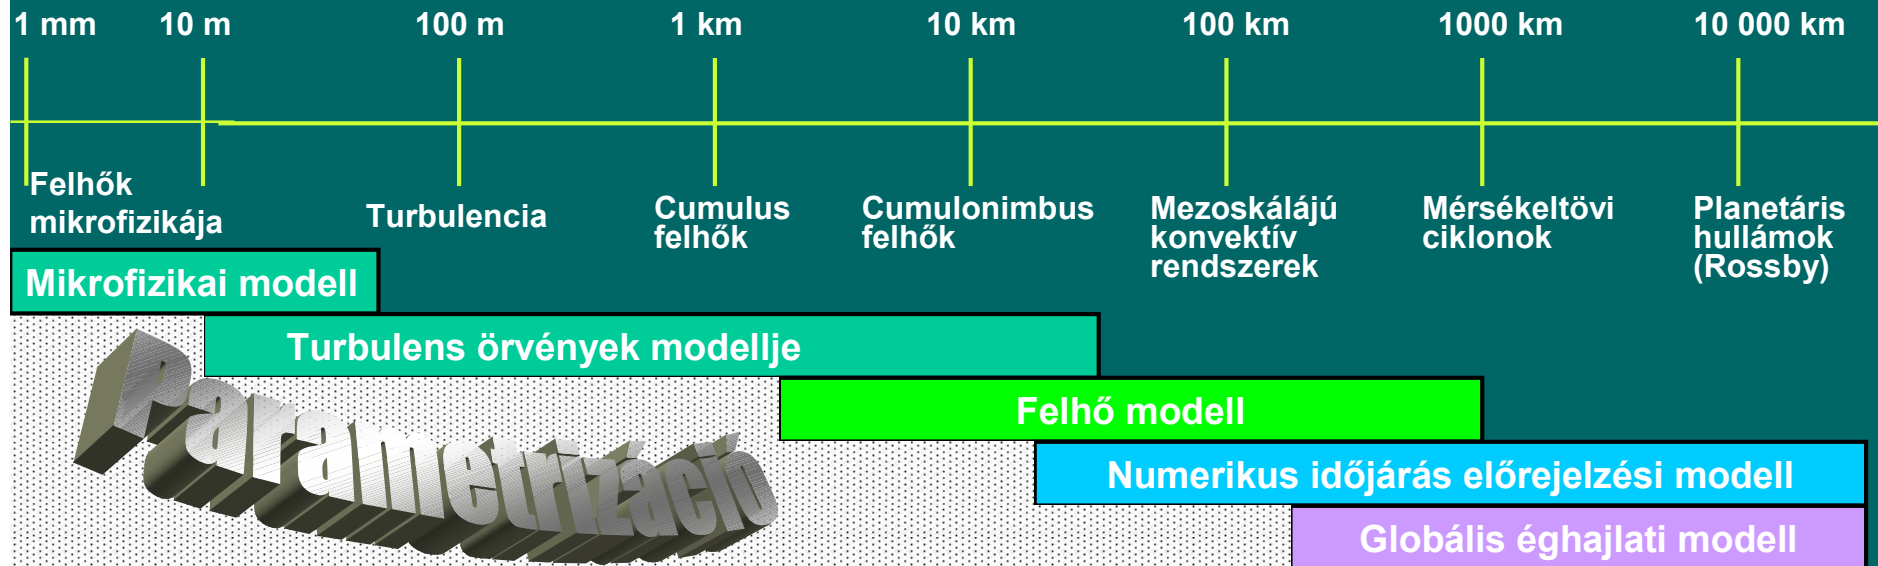 1 mm 10 m 100 m 1 km 10 km 100 km 1000 km 10 000 km
Felhők
mikrofizikája
Turbulencia
Cumulus
felhők
Cumulonimbus
felhők
Mezoskálájú
konvektív
rendszerek
Mérsékeltövi
ciklonok
Planetáris
hullámok
(Rossby)
Mikrofizikai modell
Turbulens örvények modellje
Felhő modell
Numerikus időjárás előrejelzési modell
Globális éghajlati modell
Parametrizáció